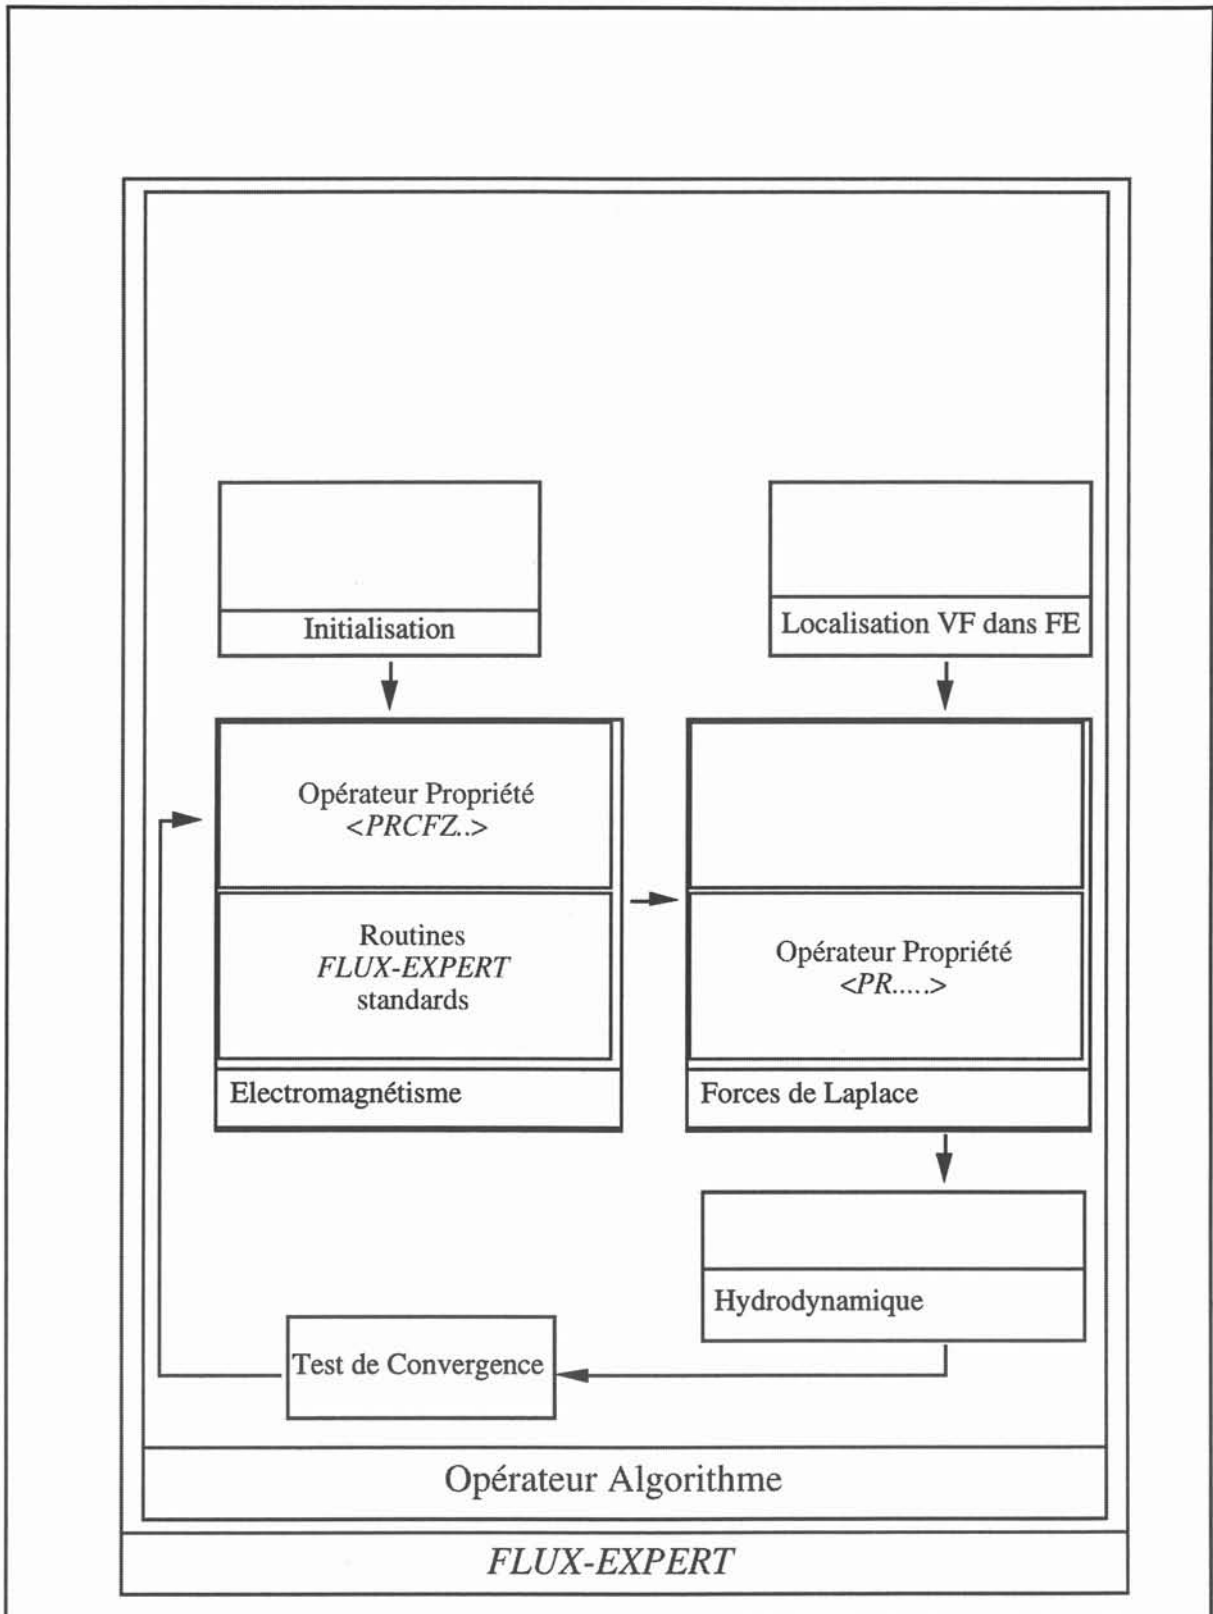 Initialisation
Localisation VF dans FE
Opérateur Propriété
<PRCFZ..>
Routines
FLUX-EXPERT
standards
Electromagnétisme
Opérateur Propriété
<PR.....>
Forces de Laplace
Hydrodynamique
Test de Convergence
Opérateur Algorithme
FLUX-EXPERT